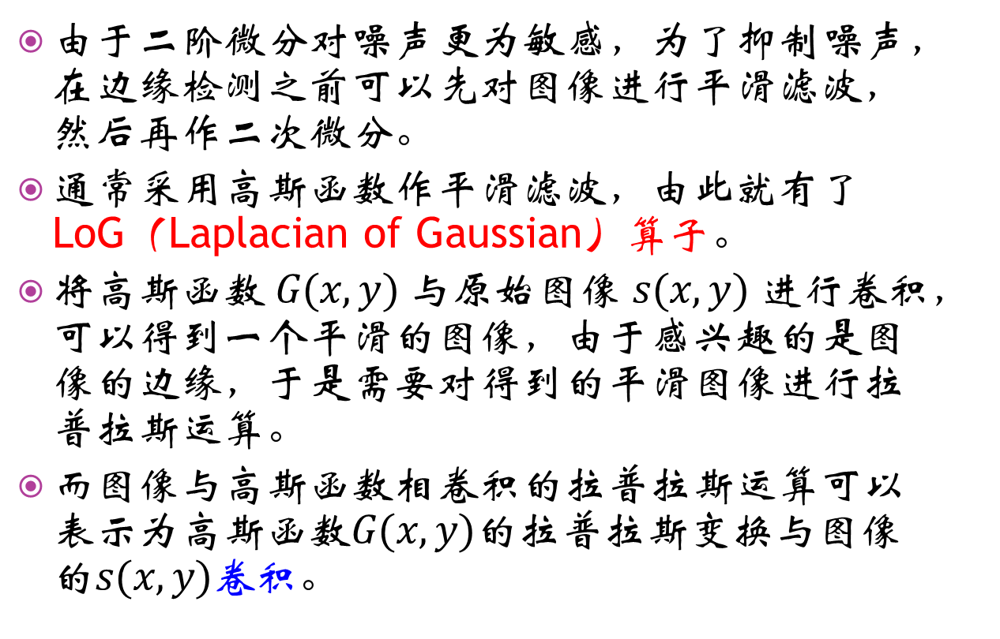 由于二阶微分对噪声更为敏感，为了抑制噪声，
在边缘检测之前可以先对图像进行平滑滤波，
然后再作二次微分。
通常采用高斯函数作平滑滤波，由此就有了
LoG（Laplacian of Gaussian）算子。
将高斯函数 G(x,y) 与原始图像 s(x,y) 进行卷积，
可以得到一个平滑的图像，由于感兴趣的是图
像的边缘，于是需要对得到的平滑图像进行拉
普拉斯运算。
而图像与高斯函数相卷积的拉普拉斯运算可以
表示为高斯函数G(x,y)的拉普拉斯变换与图像
的s(x,y)卷积。